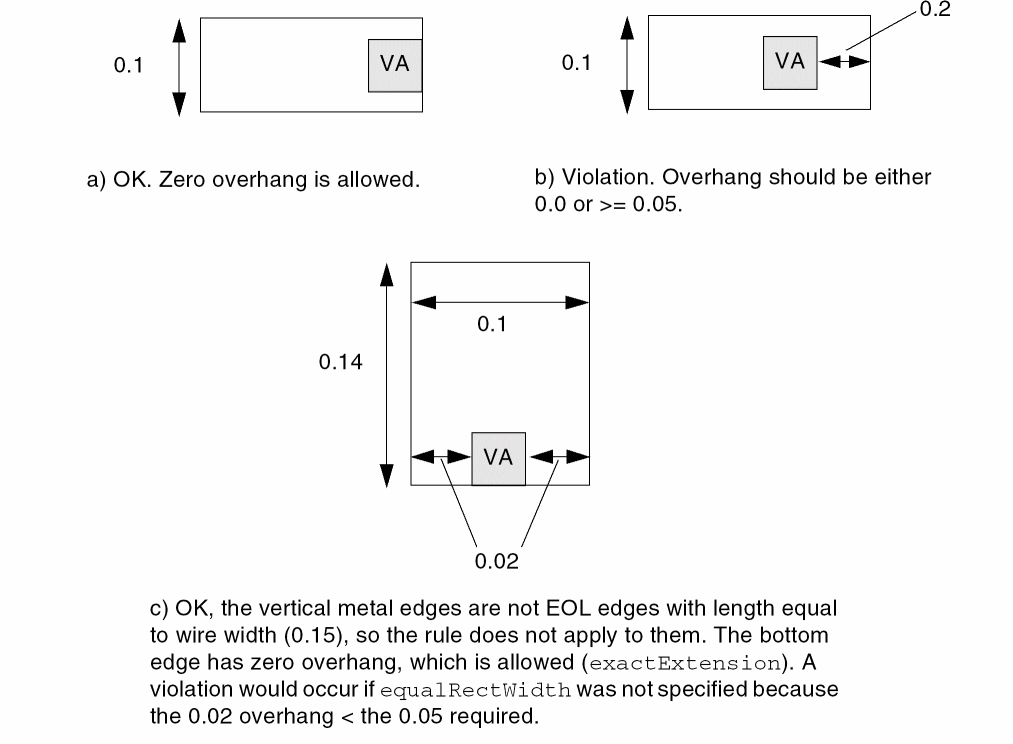 0.2
0.1
VA
0.1
VA
a) OK. Zero overhang is allowed.
b) Violation. Overhang should be either
0.0 or >= 0.05.
0.1
0.14
VA
0.02
c) OK, the vertical metal edges are not EOL edges with length equal
to wire width (0.15), so the rule does not apply to them. The bottom
edge has zero overhang, which is allowed (exactExtension). A
violation would occur if equalRectWidth was not specified because
the 0.02 overhang < the 0.05 required.